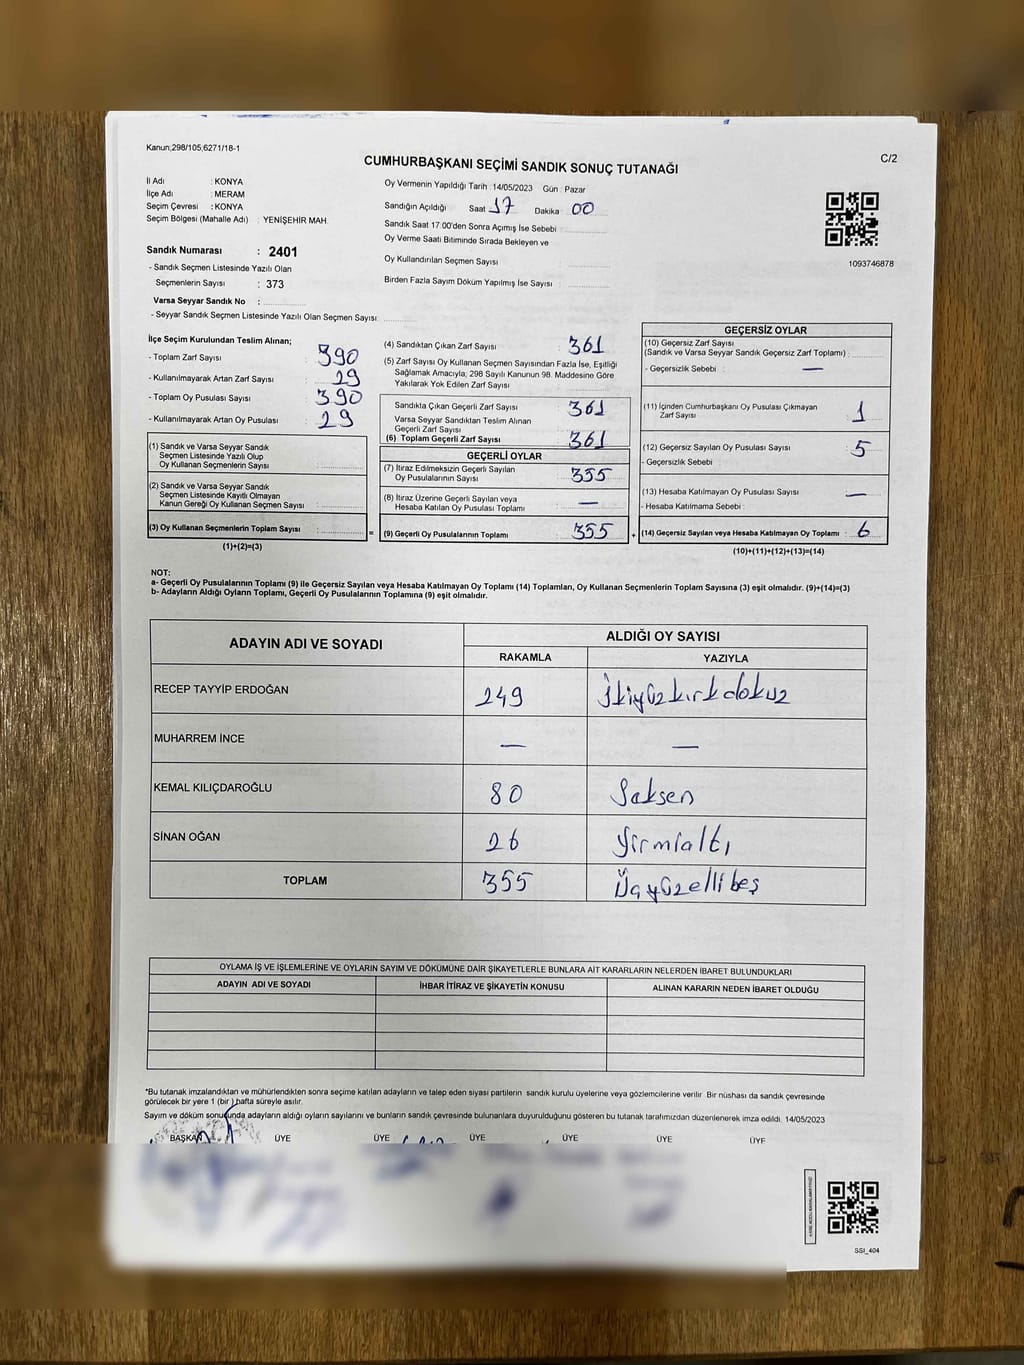 Kanun;298/105,6271/18-1
CUMHURBAŞKANI SEÇİMİ SANDIK SONUÇ TUTANAĞI
C/2
İl Adı : KONYA
İlçe Adı : MERAM
Seçim Çevresi : KONYA
Seçim Bölgesi (Mahalle Adı) : YENİŞEHİR MAH.
Sandık Numarası : 2401
- Sandık Seçmen Listesinde Yazılı Olan
Seçmenlerin Sayısı : 373
Varsa Seyyar Sandık No :
- Seyyar Sandık Seçmen Listesinde Yazılı Olan Seçmen Sayısı:
Oy Vermenin Yapıldığı Tarih :14/05/2023 Gün : Pazar
Sandığın Açıldığı Saat 17 Dakika : 00
Sandık Saat 17.00'den Sonra Açımış İse Sebebi :
Oy Verme Saati Bitiminde Sırada Bekleyen ve
Oy Kullandırılan Seçmen Sayısı :
Birden Fazla Sayım Döküm Yapılmış İse Sayısı :
1093746878
İlçe Seçim Kurulundan Teslim Alınan;
- Toplam Zarf Sayısı : 390
- Kullanılmayarak Artan Zarf Sayısı : 29
- Toplam Oy Pusulası Sayısı : 390
- Kullanılmayarak Artan Oy Pusulası : 29
(1) Sandık ve Varsa Seyyar Sandık
Seçmen Listesinde Yazılı Olup
Oy Kullanan Seçmenlerin Sayısı :
(2) Sandık ve Varsa Seyyar Sandık
Seçmen Listesinde Kayıtlı Olmayan
Kanun Gereği Oy Kullanan Seçmen Sayısı :
(3) Oy Kullanan Seçmenlerin Toplam Sayısı : =
(1)+(2)=(3)
(4) Sandıktan Çıkan Zarf Sayısı : 361
(5) Zarf Sayısı Oy Kullanan Seçmen Sayısından Fazla İse, Eşitliği
Sağlamak Amacıyla; 298 Sayılı Kanunun 98. Maddesine Göre
Yakılarak Yok Edilen Zarf Sayısı :
Sandıkta Çıkan Geçerli Zarf Sayısı : 361
Varsa Seyyar Sandıktan Teslim Alınan
Geçerli Zarf Sayısı :
(6) Toplam Geçerli Zarf Sayısı : 361
GEÇERLİ OYLAR
(7) İtiraz Edilmeksizin Geçerli Sayılan
Oy Pusulalarının Sayısı : 355
(8) İtiraz Üzerine Geçerli Sayılan veya
Hesaba Katılan Oy Pusulaları Toplamı : —
(9) Geçerli Oy Pusulalarının Toplamı : 355 +
GEÇERSİZ OYLAR
(10) Geçersiz Zarf Sayısı
(Sandık ve Varsa Seyyar Sandık Geçersiz Zarf Toplamı) :
- Geçersizlik Sebebi : —
(11) İçinden Cumhurbaşkanı Oy Pusulası Çıkmayan
Zarf Sayısı : 1
(12) Geçersiz Sayılan Oy Pusulası Sayısı : 5
- Geçersizlik Sebebi :
(13) Hesaba Katılmayan Oy Pusulası Sayısı : —
- Hesaba Katılmama Sebebi :
(14) Geçersiz Sayılan veya Hesaba Katılmayan Oy Toplamı : 6
(10)+(11)+(12)+(13)=(14)
NOT:
a- Geçerli Oy Pusulalarının Toplamı (9) ile Geçersiz Sayılan veya Hesaba Katılmayan Oy Toplamı (14) Toplamları, Oy Kullanan Seçmenlerin Toplam Sayısına (3) eşit olmalıdır. (9)+(14)=(3)
b- Adayların Aldığı Oyların Toplamı, Geçerli Oy Pusulalarının Toplamına (9) eşit olmalıdır.
ADAYIN ADI VE SOYADI ALDIĞI OY SAYISI
RAKAMLA YAZIYLA
RECEP TAYYİP ERDOĞAN 249 İkiyüzkırkdokuz
MUHARREM İNCE — —
KEMAL KILIÇDAROĞLU 80 Seksen
SİNAN OĞAN 26 Yirmialtı
TOPLAM 355 Üçyüzellibeş
OYLAMA İŞ VE İŞLEMLERİNE VE OYLARIN SAYIM VE DÖKÜMÜNE DAİR ŞİKAYETLERLE BUNLARA AİT KARARLARIN NELERDEN İBARET BULUNDUKLARI
ADAYIN ADI VE SOYADI İHBAR İTİRAZ VE ŞİKAYETİN KONUSU ALINAN KARARIN NEDEN İBARET OLDUĞU
*Bu tutanak imzalandıktan ve mühürlendikten sonra seçime katılan adayların ve talep eden siyasi partilerin sandık kurulu üyelerine veya gözlemcilerine verilir. Bir nüshası da sandık çevresinde
görülecek bir yere 1 (bir ) hafta süreyle asılır.
Sayım ve döküm sonucunda adayların aldığı oyların sayılarını ve bunların sandık çevresinde bulunanlara duyurulduğunu gösteren bu tutanak tarafımızdan düzenlenerek imza edildi. 14/05/2023
BAŞKAN ÜYE ÜYE ÜYE ÜYE ÜYE ÜYE
SSI_404